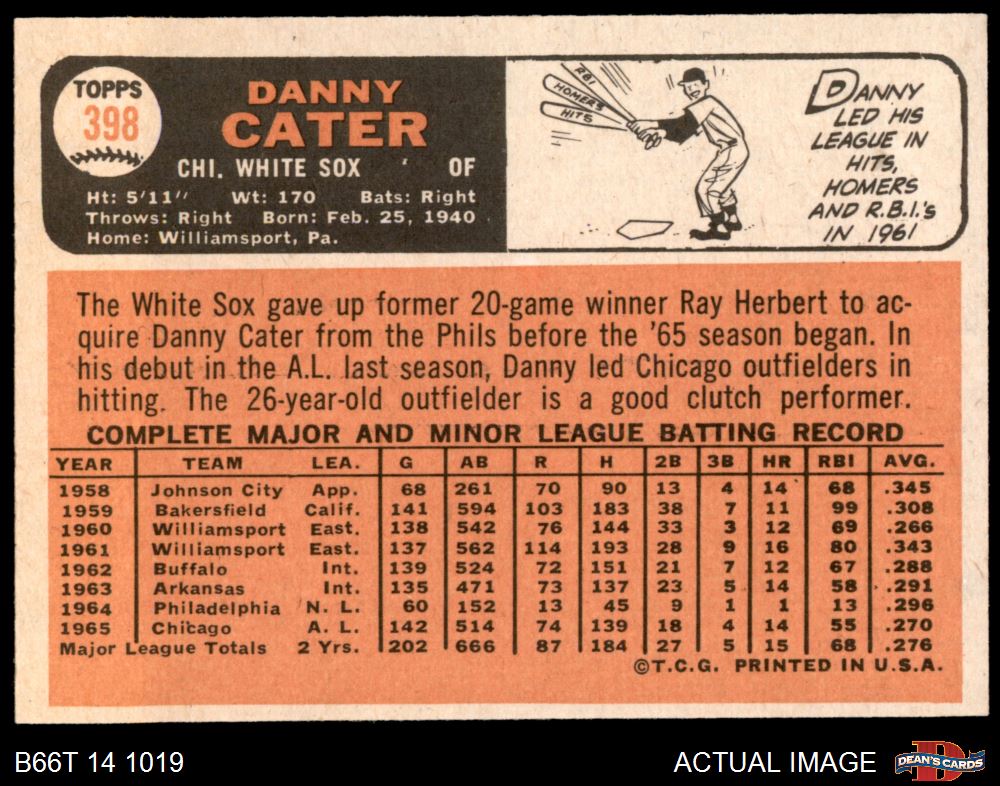 TOPPS
398
DANNY
CATER
CHI. WHITE SOX OF
Ht: 5'11" Wt: 170 Bats: Right
Throws: Right Born: Feb. 25, 1940
Home: Williamsport, Pa.
RBI
HOMERS
HITS
DANNY
LED HIS
LEAGUE IN
HITS,
HOMERS
AND R.B.I.'s
IN 1961
The White Sox gave up former 20-game winner Ray Herbert to ac-
quire Danny Cater from the Phils before the '65 season began. In
his debut in the A.L. last season, Danny led Chicago outfielders in
hitting. The 26-year-old outfielder is a good clutch performer.
COMPLETE MAJOR AND MINOR LEAGUE BATTING RECORD
YEAR TEAM LEA. G AB R H 2B 3B HR RBI AVG.
1958 Johnson City App. 68 261 70 90 13 4 14 68 .345
1959 Bakersfield Calif. 141 594 103 183 38 7 11 99 .308
1960 Williamsport East. 138 542 76 144 33 3 12 69 .266
1961 Williamsport East. 137 562 114 193 28 9 16 80 .343
1962 Buffalo Int. 139 524 72 151 21 7 12 67 .288
1963 Arkansas Int. 135 471 73 137 23 5 14 58 .291
1964 Philadelphia N. L. 60 152 13 45 9 1 1 13 .296
1965 Chicago A. L. 142 514 74 139 18 4 14 55 .270
Major League Totals 2 Yrs. 202 666 87 184 27 5 15 68 .276
©T.C.G. PRINTED IN U.S.A.
B66T 14 1019
ACTUAL IMAGE
D
DEAN'S CARDS